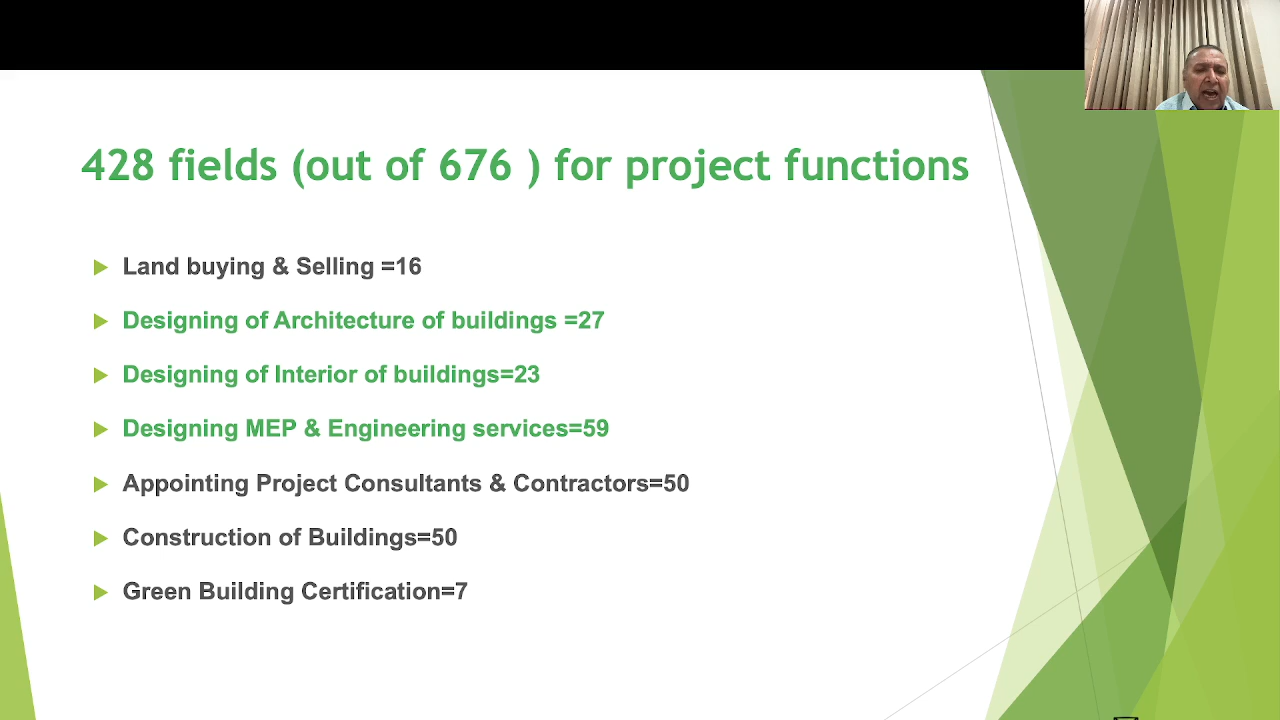 428 fields (out of 676 ) for project functions
Land buying & Selling =16
Designing of Architecture of buildings =27
Designing of Interior of buildings=23
Designing MEP & Engineering services=59
Appointing Project Consultants & Contractors=50
Construction of Buildings=50
Green Building Certification=7